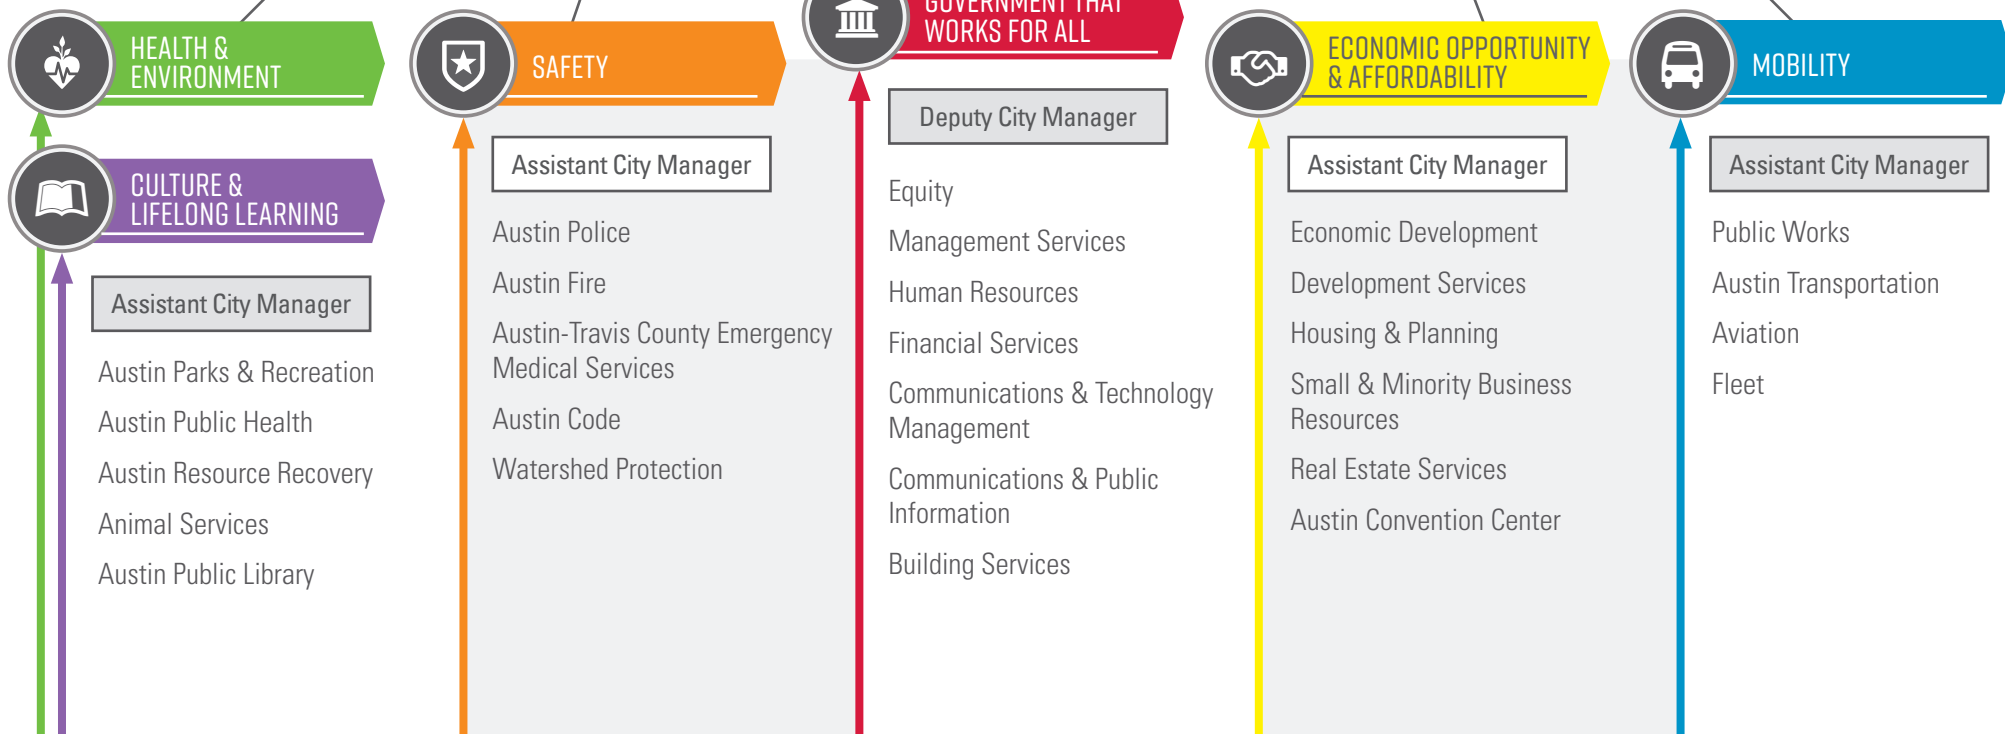 HEALTH &
ENVIRONMENT
CULTURE &
LIFELONG LEARNING
Assistant City Manager
Austin Parks & Recreation
Austin Public Health
Austin Resource Recovery
Animal Services
Austin Public Library
SAFETY
Assistant City Manager
Austin Police
Austin Fire
Austin-Travis County Emergency
Medical Services
Austin Code
Watershed Protection
GOVERNMENT THAT
WORKS FOR ALL
Deputy City Manager
Equity
Management Services
Human Resources
Financial Services
Communications & Technology
Management
Communications & Public
Information
Building Services
ECONOMIC OPPORTUNITY
& AFFORDABILITY
Assistant City Manager
Economic Development
Development Services
Housing & Planning
Small & Minority Business
Resources
Real Estate Services
Austin Convention Center
MOBILITY
Assistant City Manager
Public Works
Austin Transportation
Aviation
Fleet